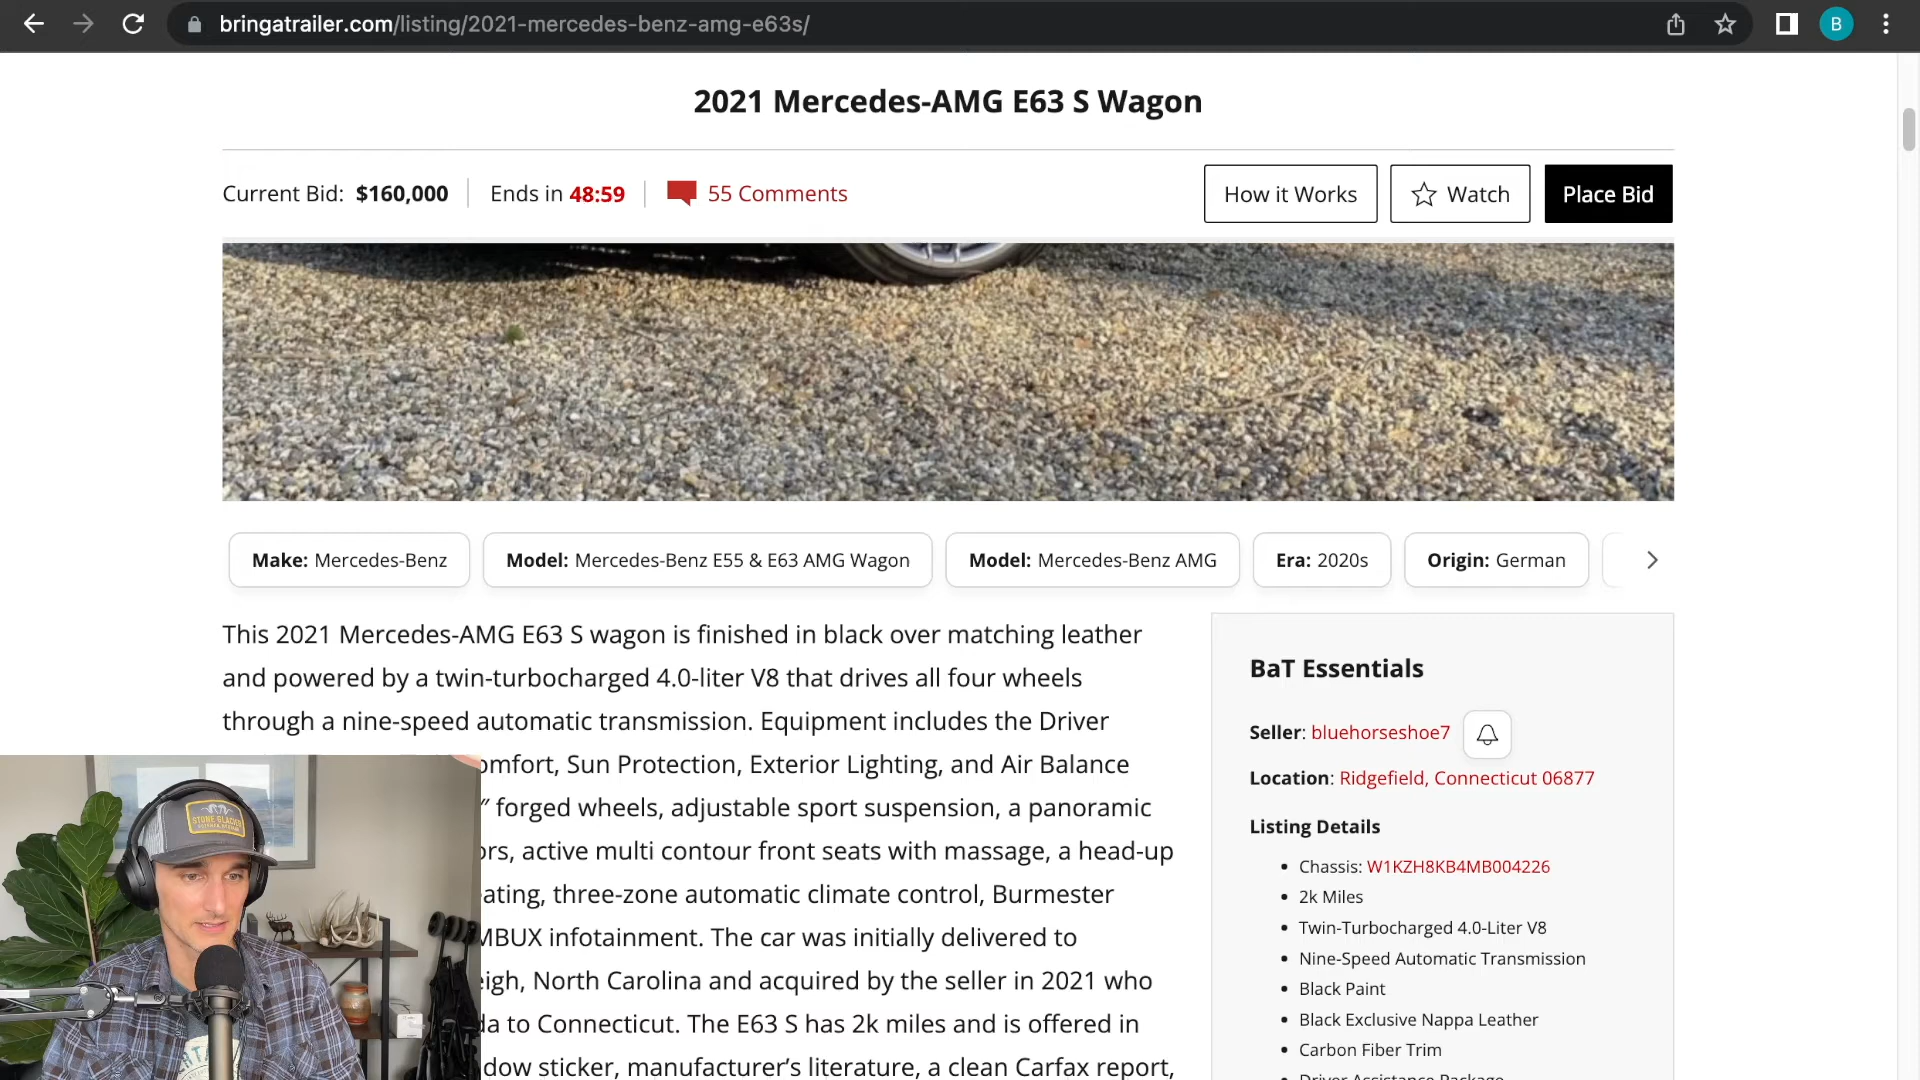 bringatrailer.com/listing/2021-mercedes-benz-amg-e63s/
B
2021 Mercedes-AMG E63 S Wagon
Current Bid: $160,000
Ends in 48:59
55 Comments
How it Works
Watch
Place Bid
Make: Mercedes-Benz
Model: Mercedes-Benz E55 & E63 AMG Wagon
Model: Mercedes-Benz AMG
Era: 2020s
Origin: German
This 2021 Mercedes-AMG E63 S wagon is finished in black over matching leather
and powered by a twin-turbocharged 4.0-liter V8 that drives all four wheels
through a nine-speed automatic transmission. Equipment includes the Driver
omfort, Sun Protection, Exterior Lighting, and Air Balance
″ forged wheels, adjustable sport suspension, a panoramic
ors, active multi contour front seats with massage, a head-up
eating, three-zone automatic climate control, Burmester
MBUX infotainment. The car was initially delivered to
eigh, North Carolina and acquired by the seller in 2021 who
da to Connecticut. The E63 S has 2k miles and is offered in
dow sticker, manufacturer’s literature, a clean Carfax report,
BaT Essentials
Seller: bluehorseshoe7
Location: Ridgefield, Connecticut 06877
Listing Details
Chassis: W1KZH8KB4MB004226
2k Miles
Twin-Turbocharged 4.0-Liter V8
Nine-Speed Automatic Transmission
Black Paint
Black Exclusive Nappa Leather
Carbon Fiber Trim
Driver Assistance Package
STONE GLACIER